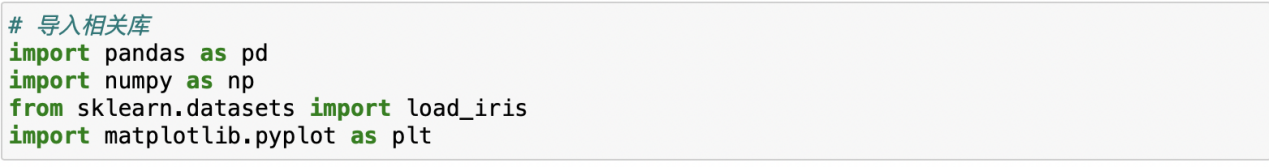 # 导入相关库
import pandas as pd
import numpy as np
from sklearn.datasets import load_iris
import matplotlib.pyplot as plt